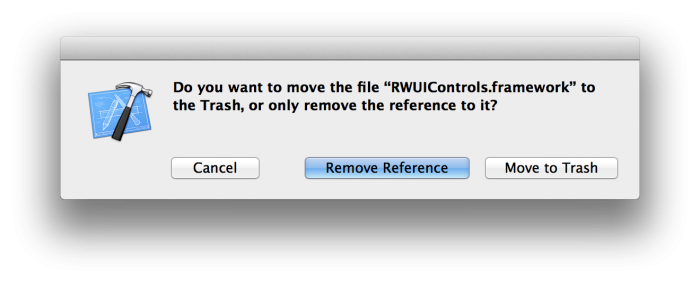 Do you want to move the file “RWUIControls.framework” to
the Trash, or only remove the reference to it?
Cancel
Remove Reference
Move to Trash